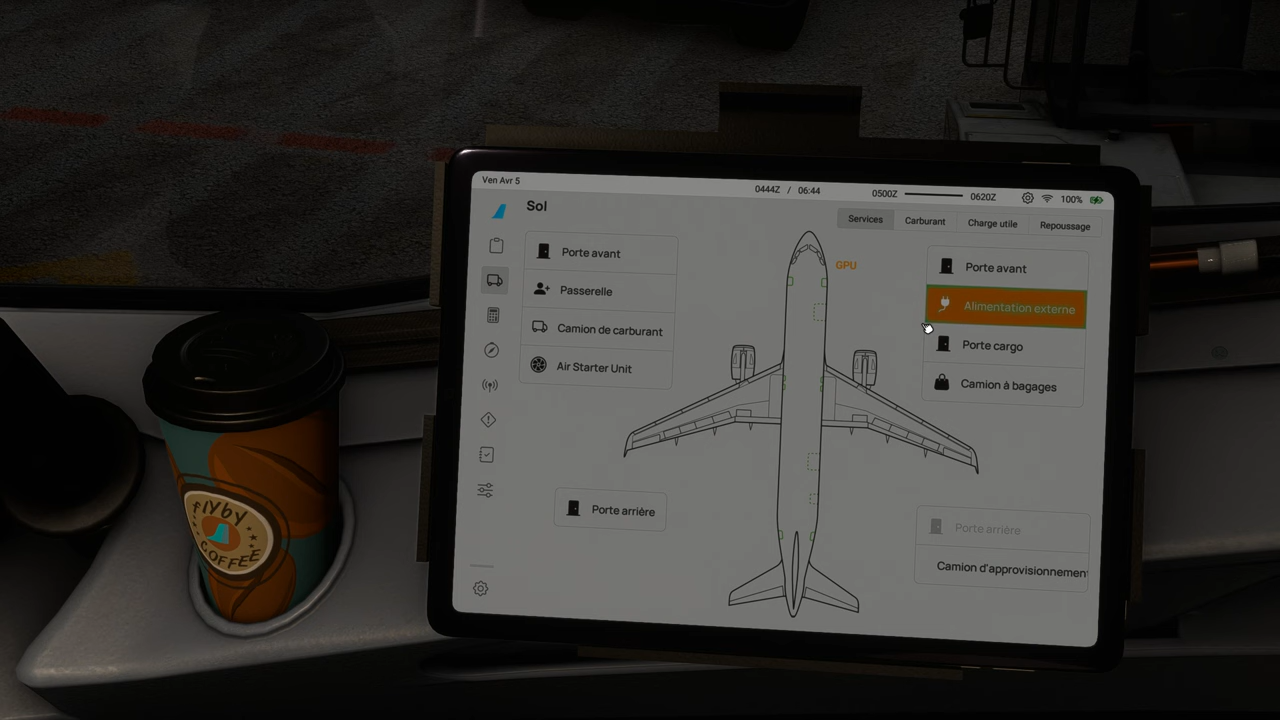 Ven Avr 5
0444Z / 06:44
0500Z
0620Z
100%
Sol
Services
Carburant
Charge utile
Repoussage
Porte avant
Passerelle
Camion de carburant
Air Starter Unit
GPU
Porte avant
Alimentation externe
Porte cargo
Camion à bagages
Porte arrière
Porte arrière
Camion d'approvisionnement
flyby
COFFEE